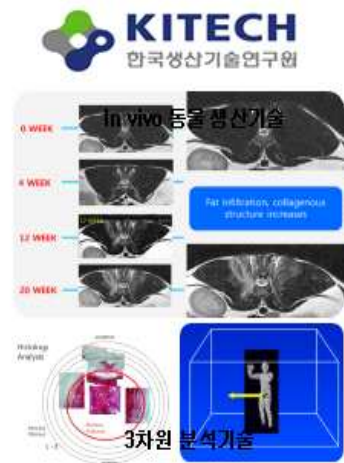 KITECH
한국생산기술연구원
In vivo 동물 생산기술
0 WEEK
4 WEEK
Fat infiltration, collagenous
structure increases
12 WEEK
20 WEEK
Histology
Analysis
3차원 분석기술